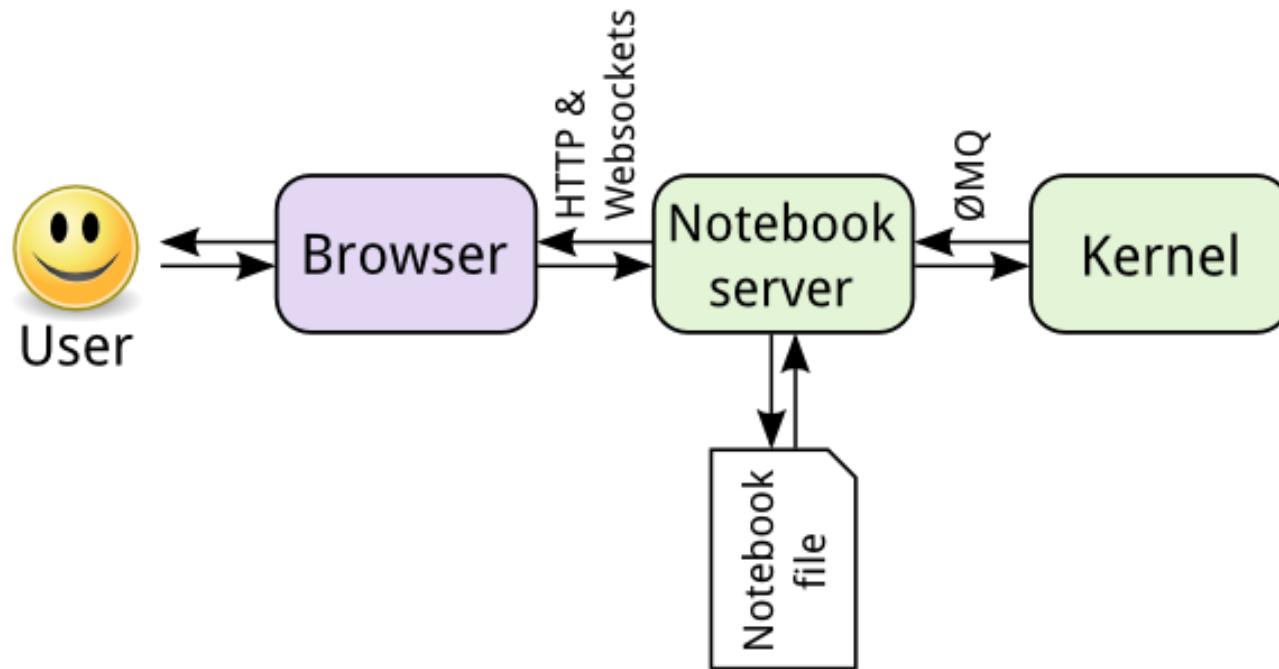 User
Browser
HTTP &
Websockets
Notebook
server
ØMQ
Kernel
Notebook
file